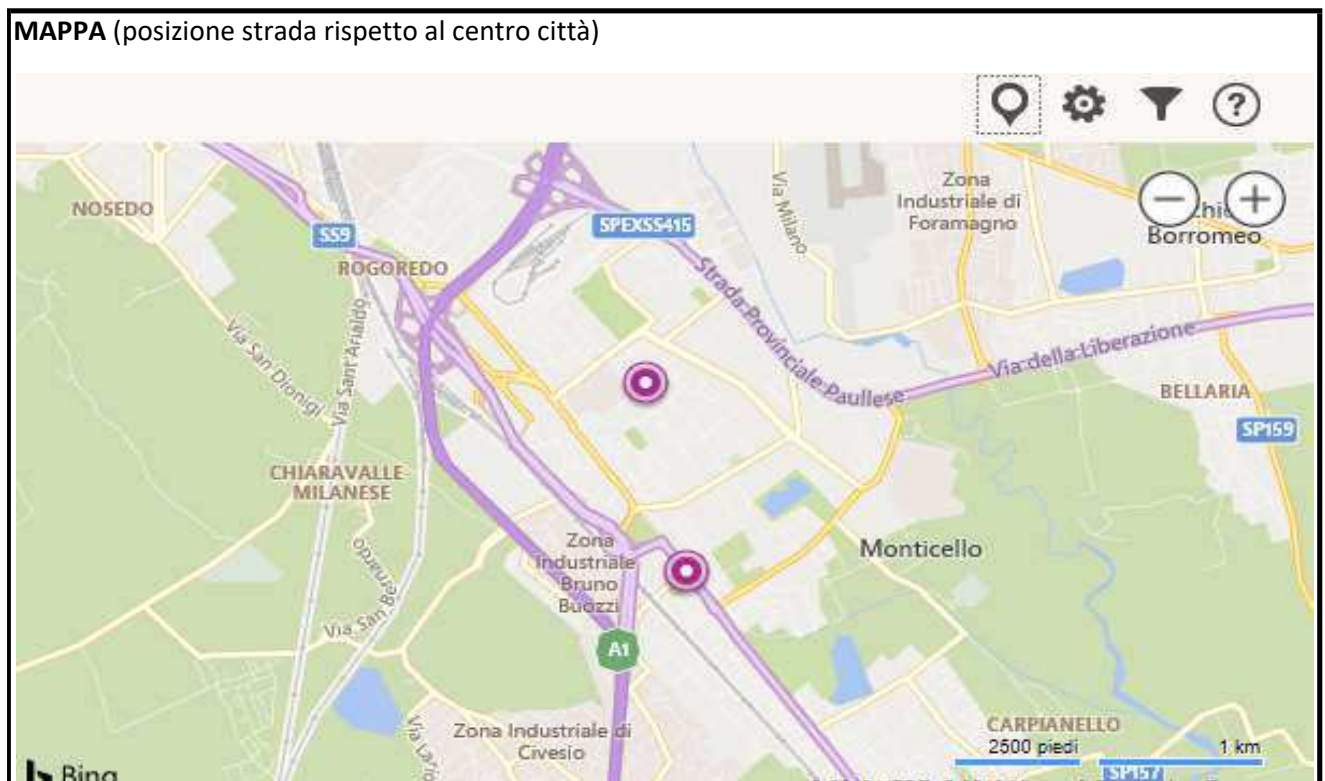 MAPPA (posizione strada rispetto al centro città)
?
NOSEDO
Via Milano
Zona
Industriale di
Foramagno
Borromeo
SS9
SPEXSS415
ROGOREDO
Strada Provinciale Paullese
Via della Liberazione
BELLARIA
SP159
Via Sant'Arialdo
Via San Dionigi
CHIARAVALLE
MILANESE
Zona
Industriale
Bruno
Buozzi
Monticello
Via San Bernardo
A1
Zona Industriale di
Civesio
CARPIANELLO
2500 piedi
1 km
SP157
Bing